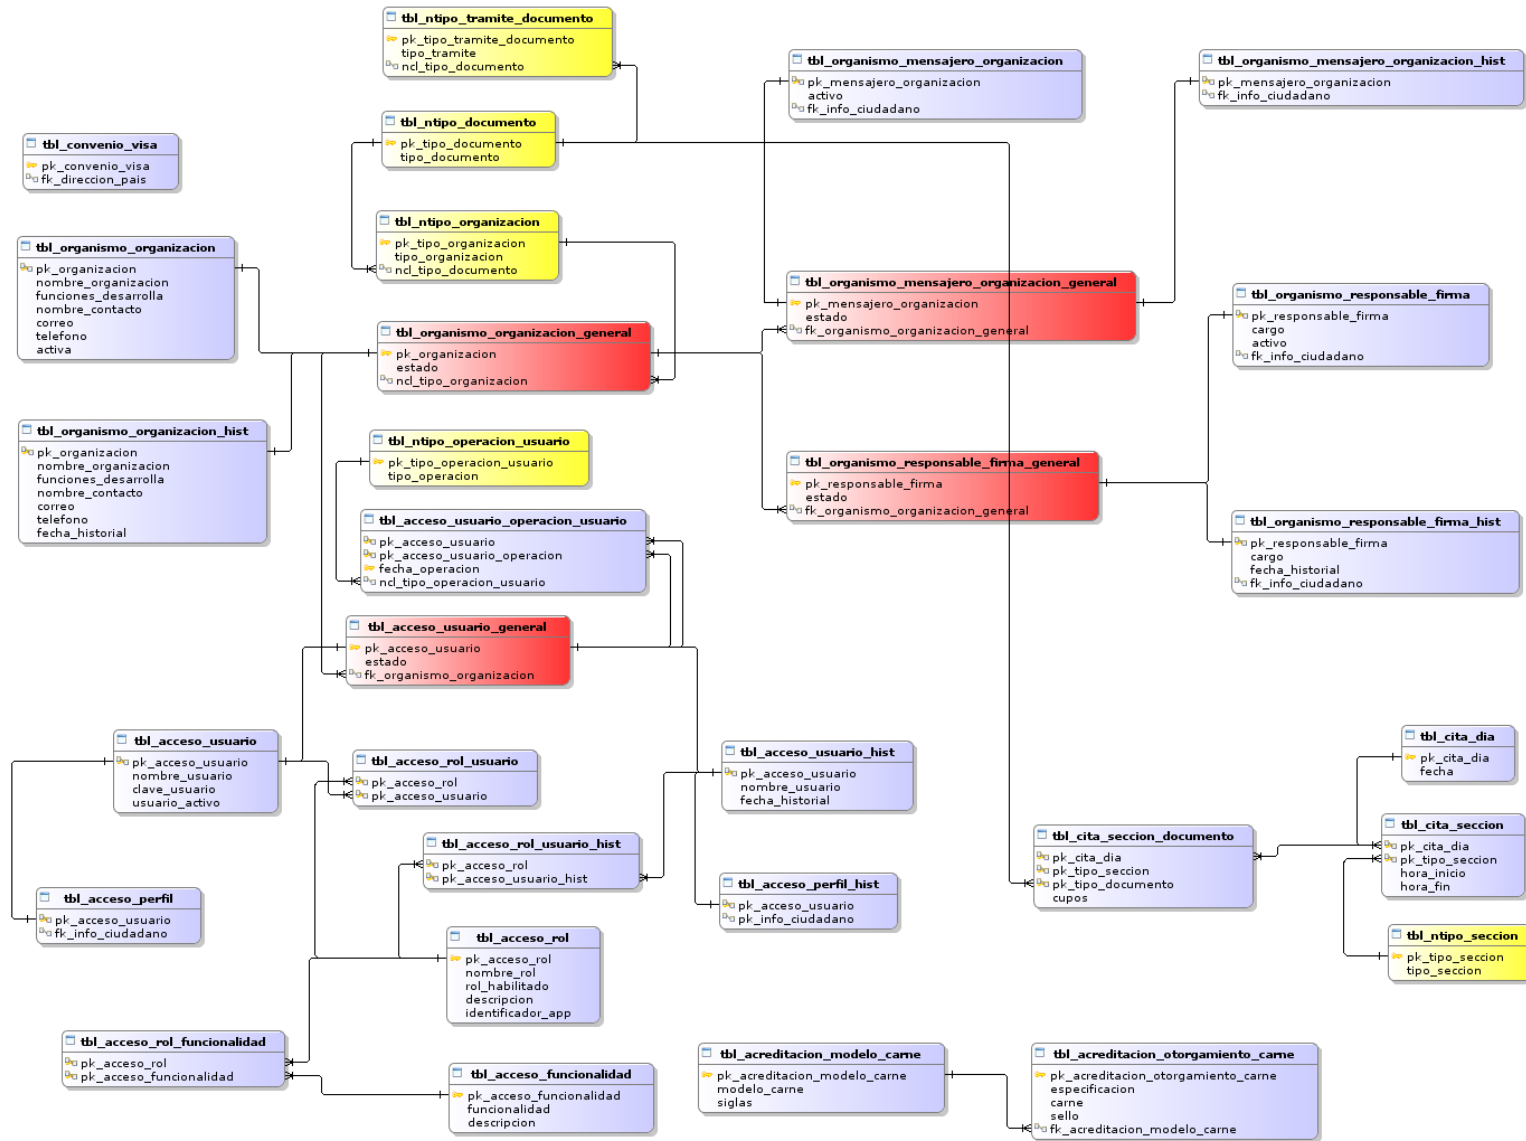 tbl_ntipo_tramite_documento
pk_tipo_tramite_documento
tipo_tramite
ncl_tipo_documento
tbl_organismo_mensajero_organizacion
pk_mensajero_organizacion
activo
fk_info_ciudadano
tbl_organismo_mensajero_organizacion_hist
pk_mensajero_organizacion
fk_info_ciudadano
tbl_ntipo_documento
pk_tipo_documento
tipo_documento
tbl_convenio_visa
pk_convenio_visa
fk_direccion_pais
tbl_ntipo_organizacion
pk_tipo_organizacion
tipo_organizacion
ncl_tipo_documento
tbl_organismo_organizacion
pk_organizacion
nombre_organizacion
funciones_desarrolla
nombre_contacto
correo
telefono
activa
tbl_organismo_mensajero_organizacion_general
pk_mensajero_organizacion
estado
fk_organismo_organizacion_general
tbl_organismo_responsable_firma
pk_responsable_firma
cargo
activo
fk_info_ciudadano
tbl_organismo_organizacion_general
pk_organizacion
estado
ncl_tipo_organizacion
tbl_organismo_organizacion_hist
pk_organizacion
nombre_organizacion
funciones_desarrolla
nombre_contacto
correo
telefono
fecha_historial
tbl_ntipo_operacion_usuario
pk_tipo_operacion_usuario
tipo_operacion
tbl_organismo_responsable_firma_general
pk_responsable_firma
estado
fk_organismo_organizacion_general
tbl_acceso_usuario_operacion_usuario
pk_acceso_usuario
pk_acceso_usuario_operacion
fecha_operacion
ncl_tipo_operacion_usuario
tbl_organismo_responsable_firma_hist
pk_responsable_firma
cargo
fecha_historial
fk_info_ciudadano
tbl_acceso_usuario_general
pk_acceso_usuario
estado
fk_organismo_organizacion
tbl_acceso_usuario
pk_acceso_usuario
nombre_usuario
clave_usuario
usuario_activo
tbl_acceso_rol_usuario
pk_acceso_rol
pk_acceso_usuario
tbl_acceso_usuario_hist
pk_acceso_usuario
nombre_usuario
fecha_historial
tbl_cita_dia
pk_cita_dia
fecha
tbl_acceso_rol_usuario_hist
pk_acceso_rol
pk_acceso_usuario_hist
tbl_cita_seccion_documento
pk_cita_dia
pk_tipo_seccion
pk_tipo_documento
cupos
tbl_cita_seccion
pk_cita_dia
pk_tipo_seccion
hora_inicio
hora_fin
tbl_acceso_perfil
pk_acceso_usuario
fk_info_ciudadano
tbl_acceso_perfil_hist
pk_acceso_usuario
pk_info_ciudadano
tbl_acceso_rol
pk_acceso_rol
nombre_rol
rol_habilitado
descripcion
identificador_app
tbl_ntipo_seccion
pk_tipo_seccion
tipo_seccion
tbl_acceso_rol_funcionalidad
pk_acceso_rol
pk_acceso_funcionalidad
tbl_acceso_funcionalidad
pk_acceso_funcionalidad
funcionalidad
descripcion
tbl_acreditacion_modelo_carne
pk_acreditacion_modelo_carne
modelo_carne
siglas
tbl_acreditacion_otorgamiento_carne
pk_acreditacion_otorgamiento_carne
especificacion
carne
sello
fk_acreditacion_modelo_carne